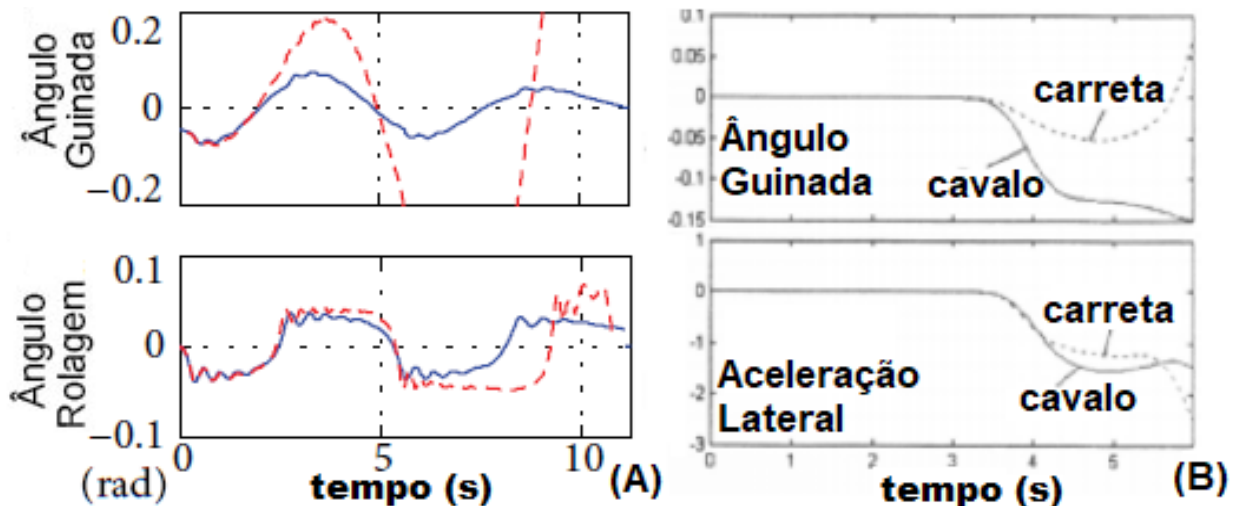 Ângulo
Guinada
0.2
0
−0.2
Ângulo
Rolagem
0.1
0
−0.1
(rad)
0
5
10
tempo (s)
(A)
0.1
0.05
0
-0.05
-0.1
-0.15
carreta
Ângulo
Guinada
cavalo
1
0
-1
-2
-3
carreta
Aceleração
Lateral
cavalo
0
1
2
3
4
5
6
tempo (s)
(B)